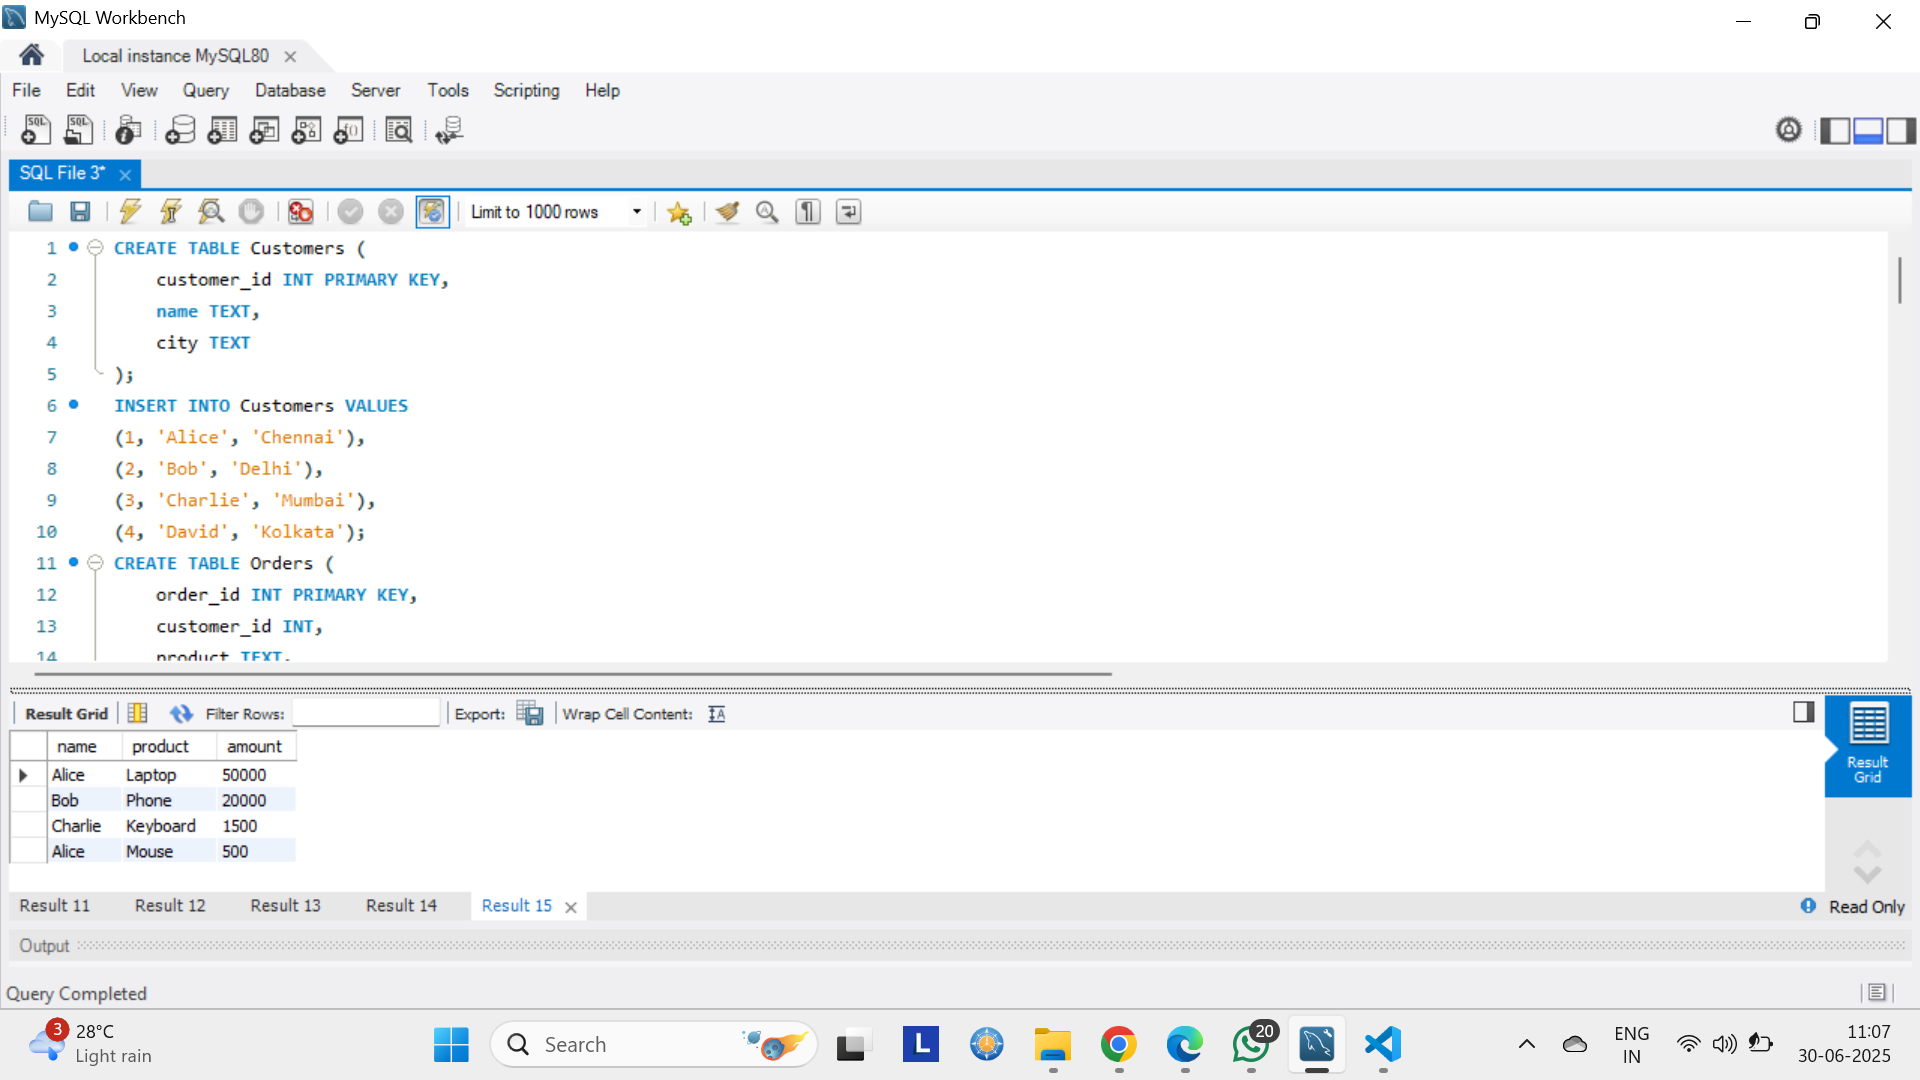 MySQL Workbench
Local instance MySQL80
File Edit View Query Database Server Tools Scripting Help
SQL File 3*
Limit to 1000 rows
1 CREATE TABLE Customers (
2 customer_id INT PRIMARY KEY,
3 name TEXT,
4 city TEXT
5 );
6 INSERT INTO Customers VALUES
7 (1, 'Alice', 'Chennai'),
8 (2, 'Bob', 'Delhi'),
9 (3, 'Charlie', 'Mumbai'),
10 (4, 'David', 'Kolkata');
11 CREATE TABLE Orders (
12 order_id INT PRIMARY KEY,
13 customer_id INT,
14 product TEXT,
Result Grid Filter Rows: Export: Wrap Cell Content:
name product amount
Alice Laptop 50000
Bob Phone 20000
Charlie Keyboard 1500
Alice Mouse 500
Result
Grid
Result 11 Result 12 Result 13 Result 14 Result 15 Read Only
Output
Query Completed
3 28°C
Light rain
Search
L
20
ENG
IN
11:07
30-06-2025